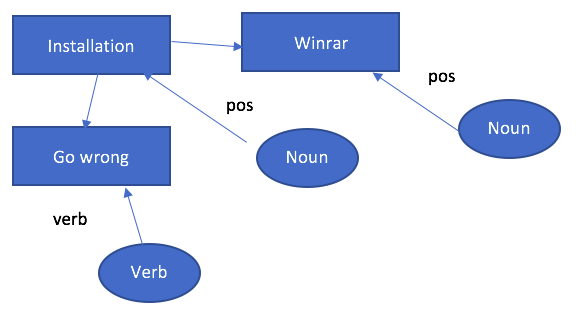 Installation
Winrar
pos
pos
Noun
Noun
Go wrong
verb
Verb